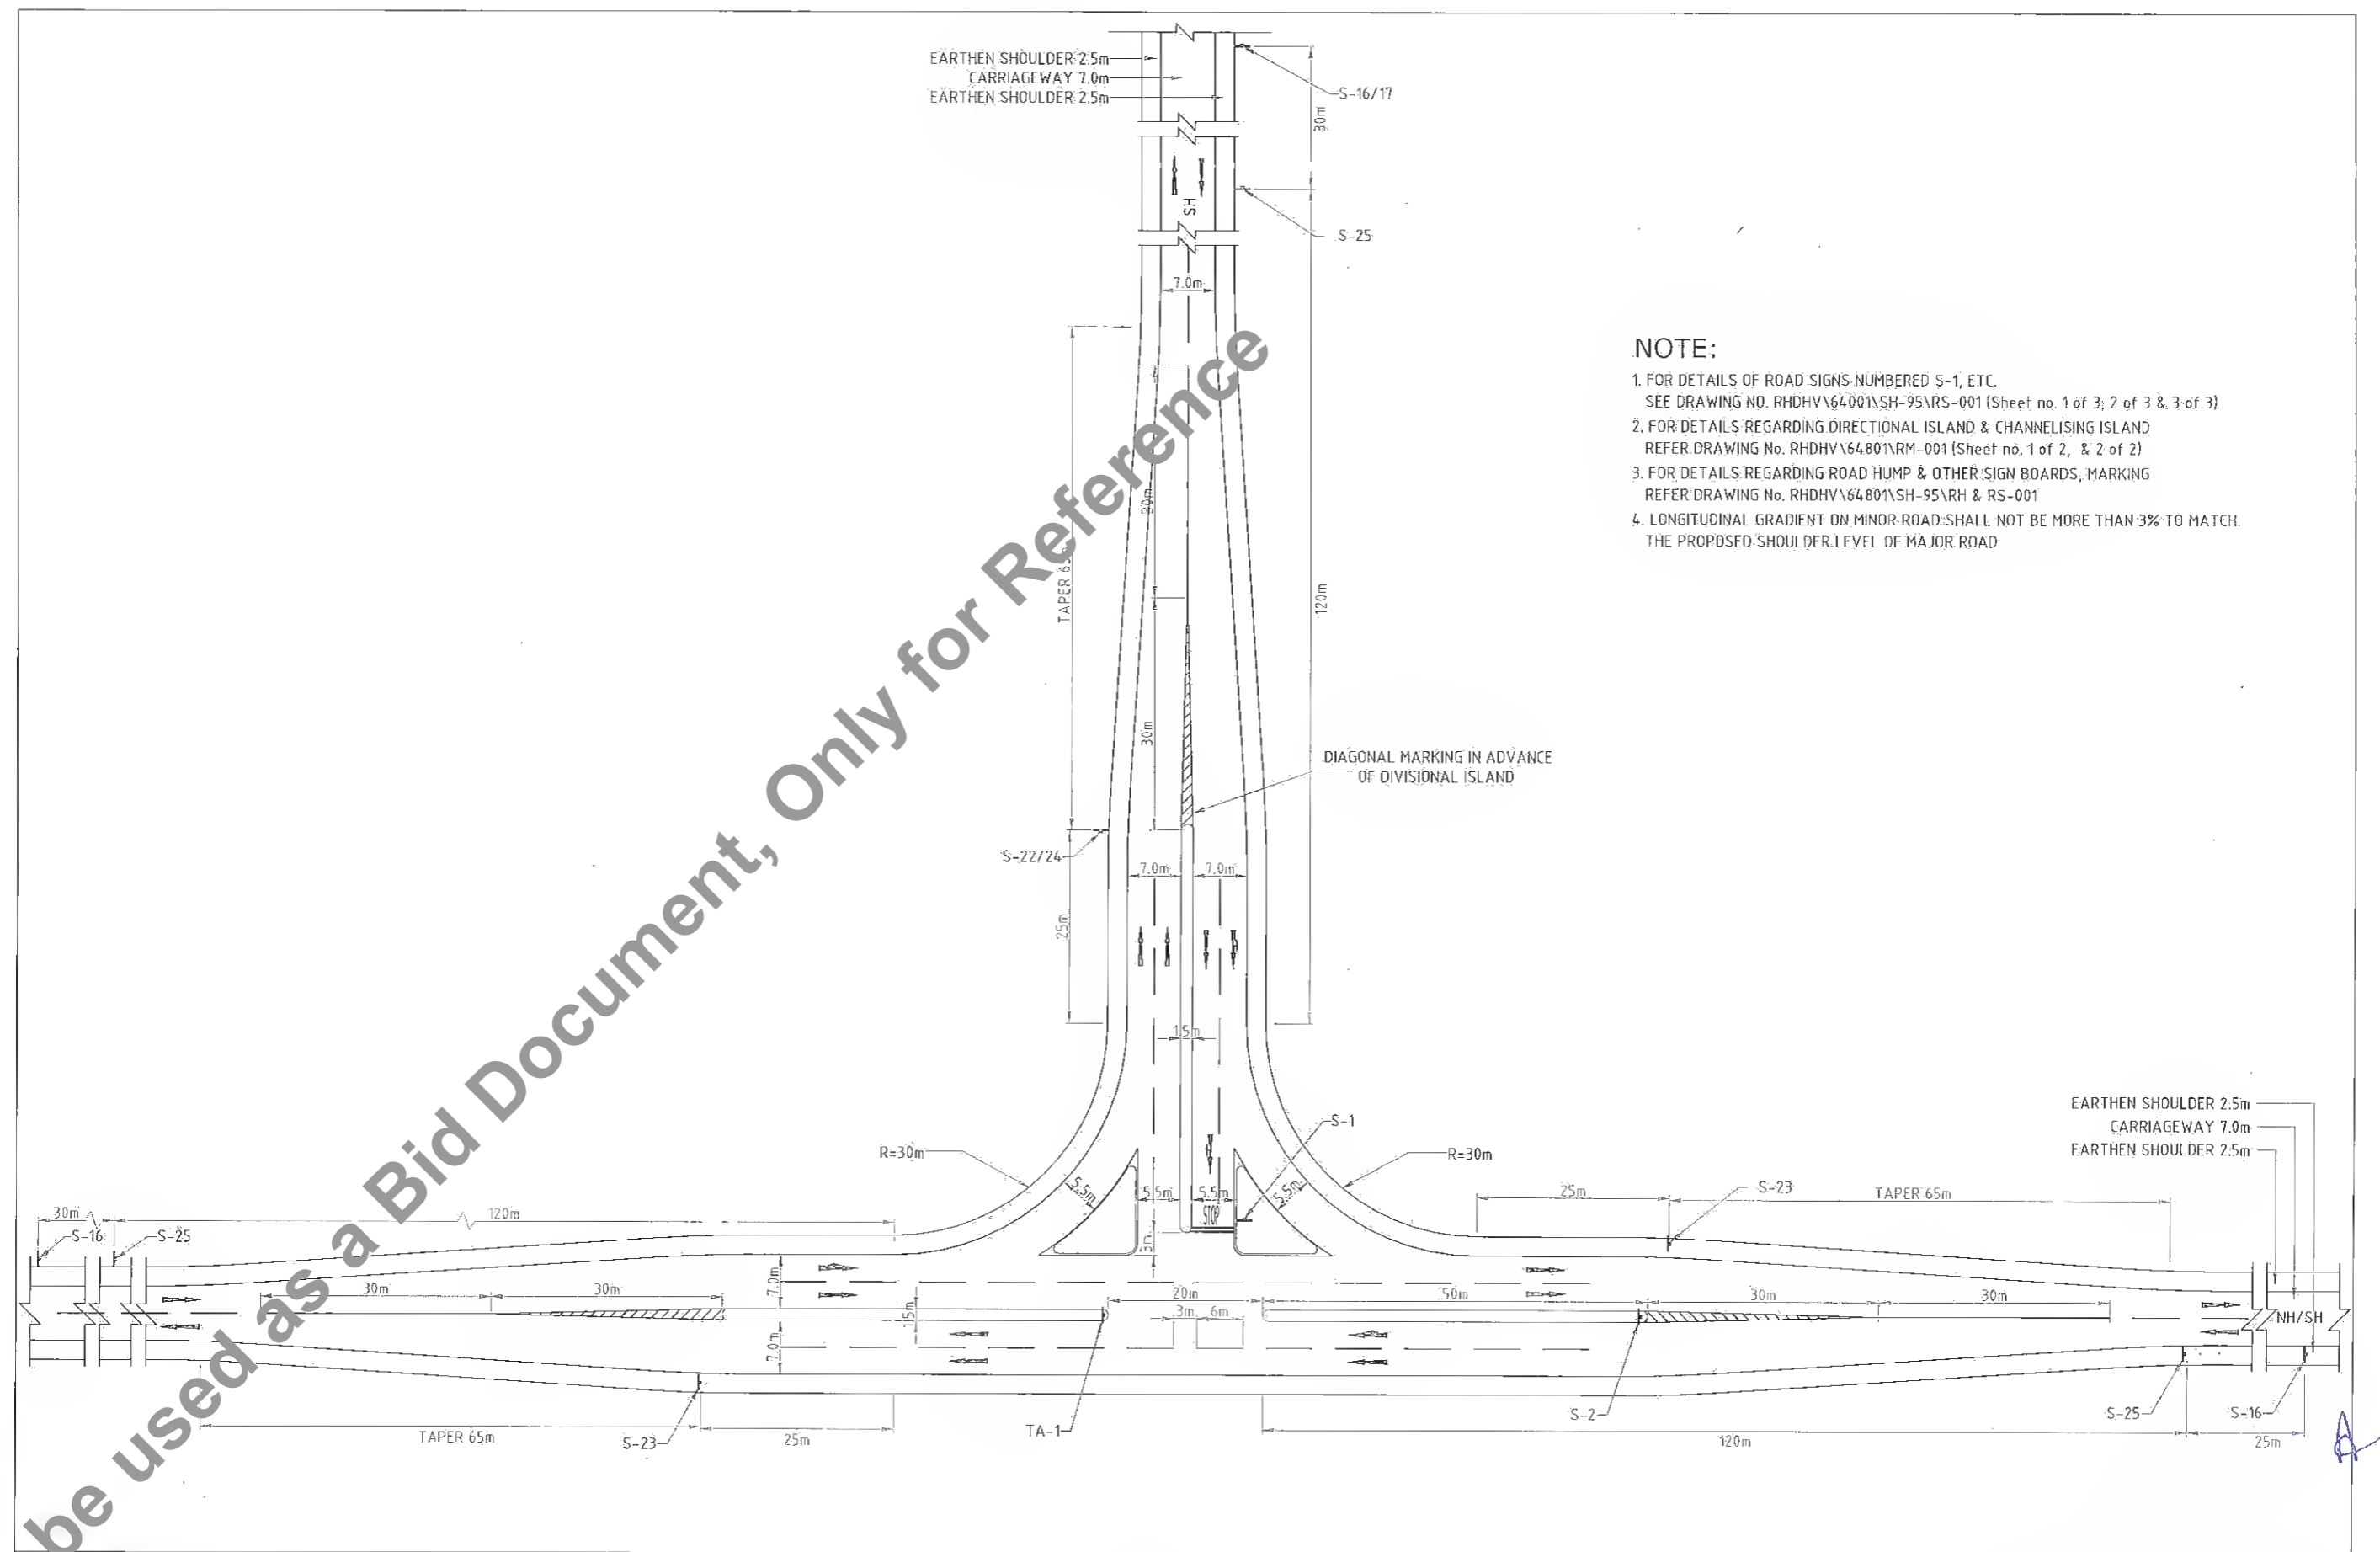 EARTHEN SHOULDER 2.5m
CARRIAGEWAY 7.0m
EARTHEN SHOULDER 2.5m
S-16/17
30m
SH
S-25
7.0m
NOTE:
1. FOR DETAILS OF ROAD SIGNS NUMBERED S-1, ETC.
SEE DRAWING NO. RHDHV\64001\SH-95\RS-001 (Sheet no. 1 of 3, 2 of 3 & 3 of 3)
2. FOR DETAILS REGARDING DIRECTIONAL ISLAND & CHANNELISING ISLAND
REFER DRAWING No. RHDHV\64801\RM-001 (Sheet no. 1 of 2, & 2 of 2)
3. FOR DETAILS REGARDING ROAD HUMP & OTHER SIGN BOARDS, MARKING
REFER DRAWING No. RHDHV\64801\SH-95\RH & RS-001
4. LONGITUDINAL GRADIENT ON MINOR ROAD SHALL NOT BE MORE THAN 3% TO MATCH
THE PROPOSED SHOULDER LEVEL OF MAJOR ROAD
30m
TAPER
120m
30m
DIAGONAL MARKING IN ADVANCE
OF DIVISIONAL ISLAND
S-22/24
7.0m
7.0m
25m
1.5m
EARTHEN SHOULDER 2.5m
CARRIAGEWAY 7.0m
EARTHEN SHOULDER 2.5m
S-1
R=30m
R=30m
5.5m
5.5m
5.5m
5.5m
STOP
3m
25m
S-23
TAPER 65m
30m
120m
S-16
S-25
30m
30m
7.0m
1.5m
7.0m
20m
3m
6m
50m
30m
30m
NH/SH
TAPER 65m
S-23
25m
TA-1
S-2
120m
S-25
S-16
25m
be used as a Bid Document, Only for Reference